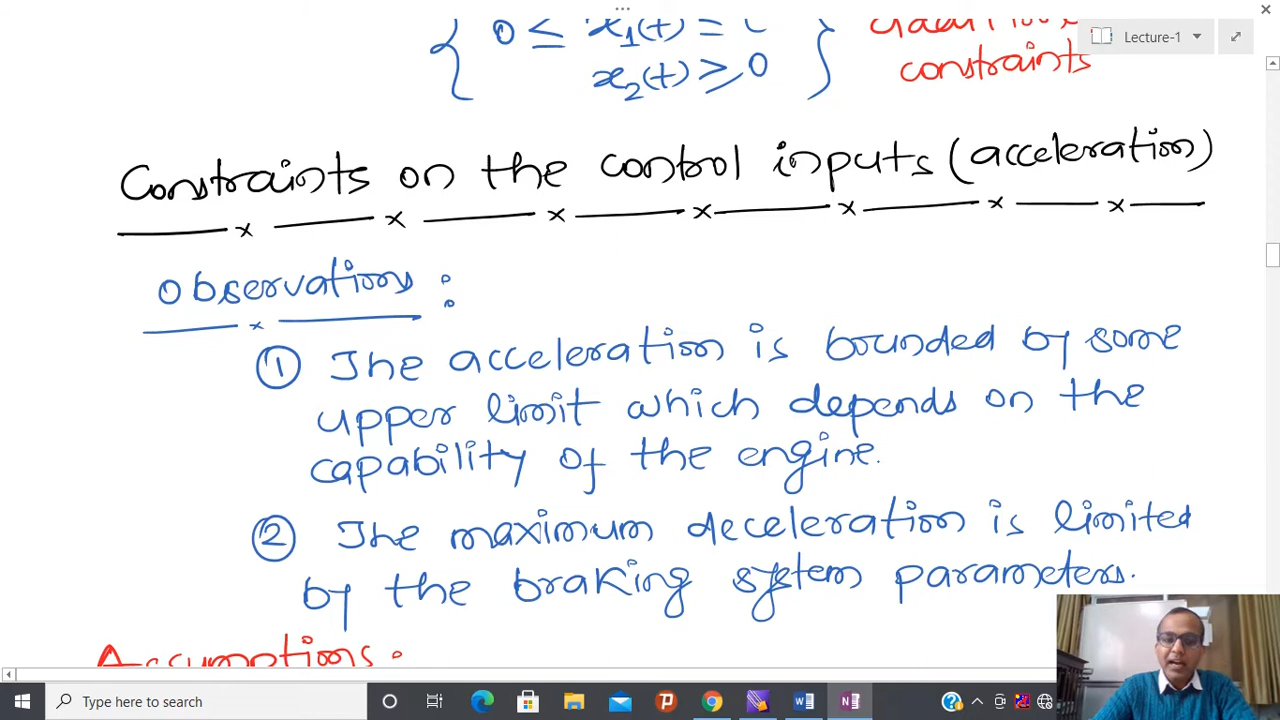 0 ≤ x₁(t) =
constraints
x₂(t) ≥ 0
Lecture-1
Constraints on the control inputs (acceleration)
Observations:
① The acceleration is bounded by some
upper limit which depends on the
capability of the engine.
② The maximum deceleration is limited
by the braking system parameters.
Assumptions:
Type here to search